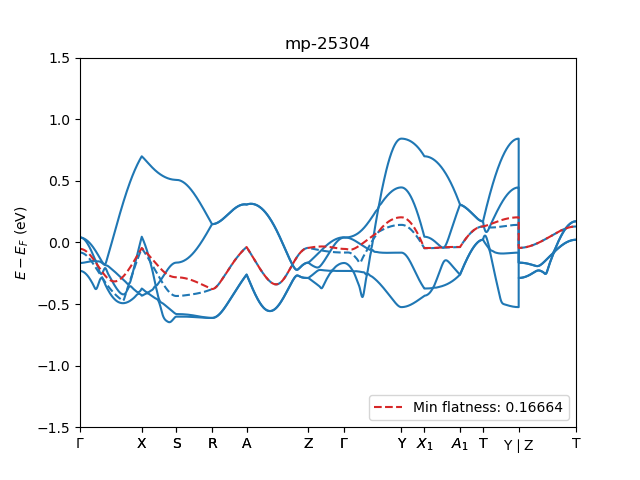 mp-25304
E − E_F (eV)
1.5
1.0
0.5
0.0
−0.5
−1.0
−1.5
Min flatness: 0.16664
Γ X S R A Z Γ Y X₁ A₁ T Y | Z T